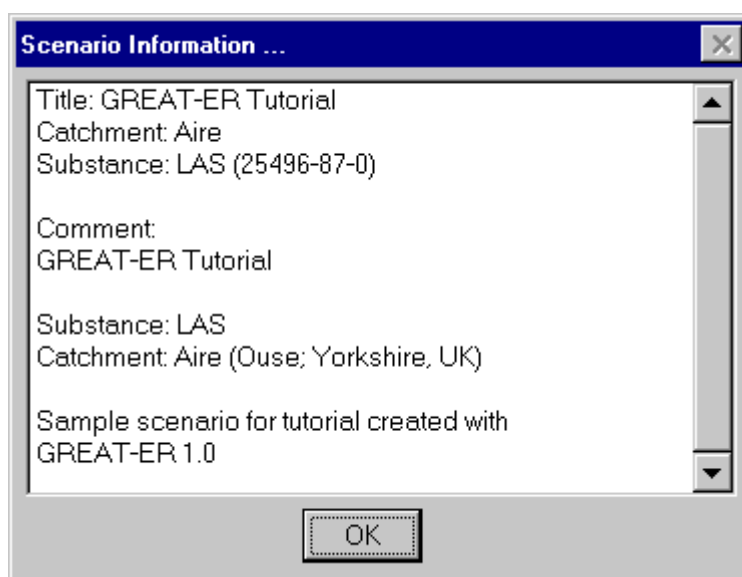 Scenario Information ...
Title: GREAT-ER Tutorial
Catchment: Aire
Substance: LAS (25496-87-0)
Comment:
GREAT-ER Tutorial
Substance: LAS
Catchment: Aire (Ouse; Yorkshire, UK)
Sample scenario for tutorial created with
GREAT-ER 1.0
OK